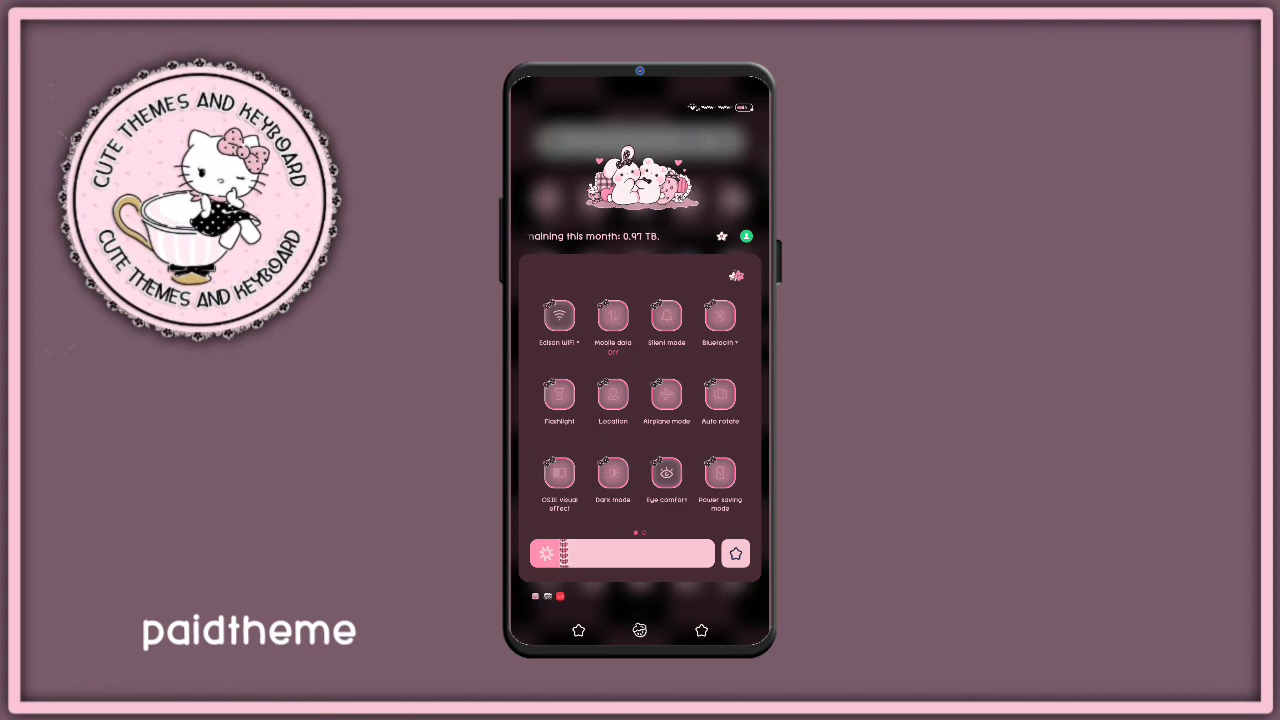 CUTE THEMES AND KEYBOARD
CUTE THEMES AND KEYBOARD
paidtheme
naining this month: 0.97 TB.
Edison WiFi
Mobile data
Off
Silent mode
Bluetooth
Flashlight
Location
Airplane mode
Auto rotate
OSIE visual
effect
Dark mode
Eye comfort
Power saving
mode